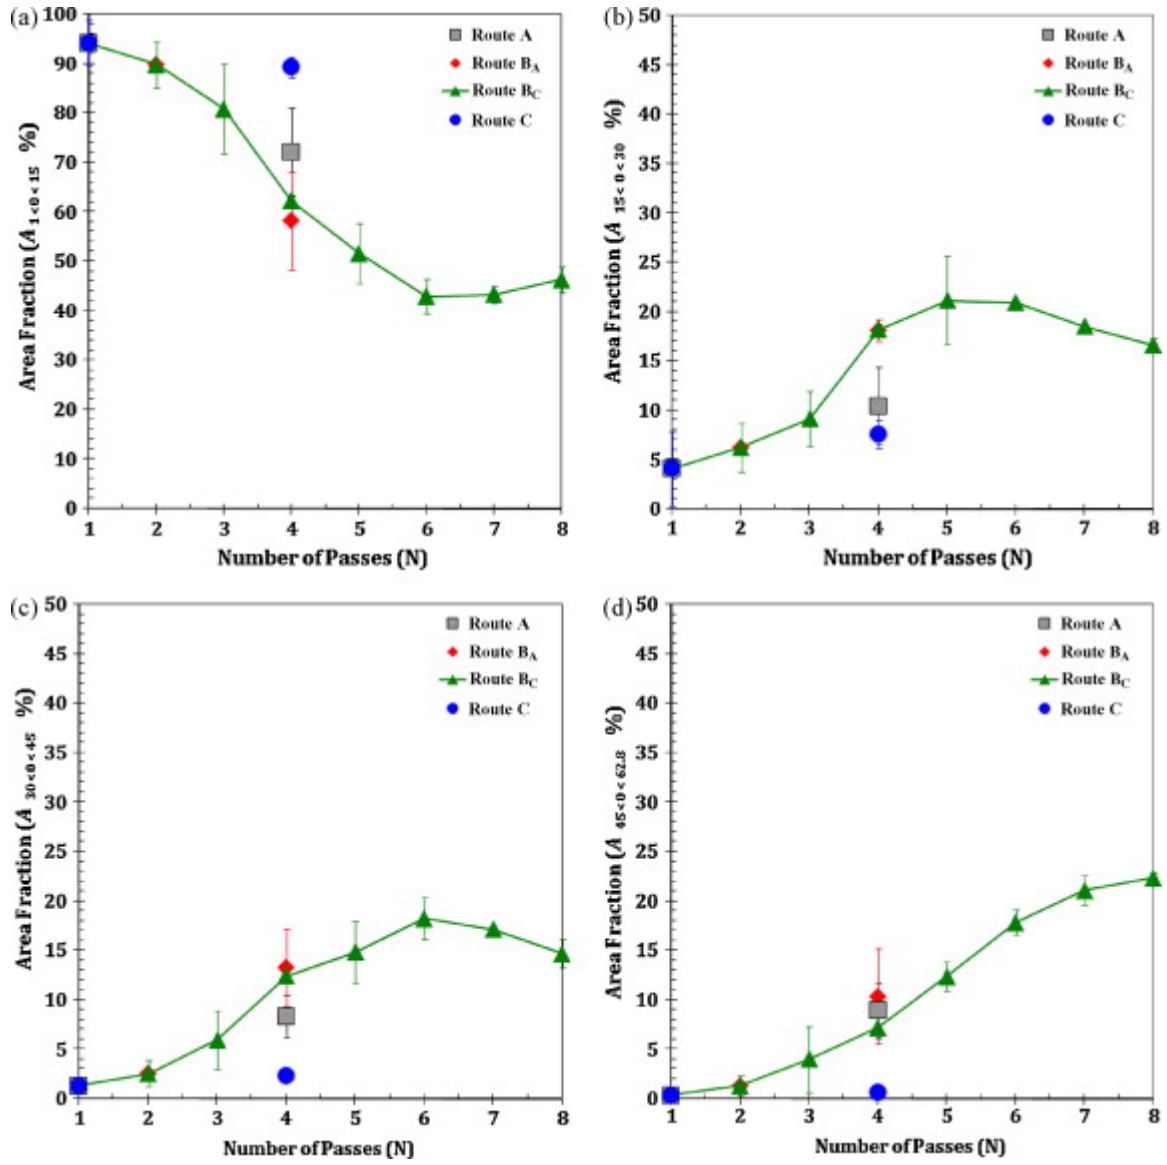 (a)
100
90
80
70
60
50
40
30
20
10
0
1 2 3 4 5 6 7 8
Number of Passes (N)
Area Fraction (A 1<0<15 %)
Route A
Route BA
Route BC
Route C
(b)
50
45
40
35
30
25
20
15
10
5
0
1 2 3 4 5 6 7 8
Number of Passes (N)
Area Fraction (A 15<0<30 %)
Route A
Route BA
Route BC
Route C
(c)
50
45
40
35
30
25
20
15
10
5
0
1 2 3 4 5 6 7 8
Number of Passes (N)
Area Fraction (A 30<0<45 %)
Route A
Route BA
Route BC
Route C
(d)
50
45
40
35
30
25
20
15
10
5
0
1 2 3 4 5 6 7 8
Number of Passes (N)
Area Fraction (A 45<0<62.8 %)
Route A
Route BA
Route BC
Route C